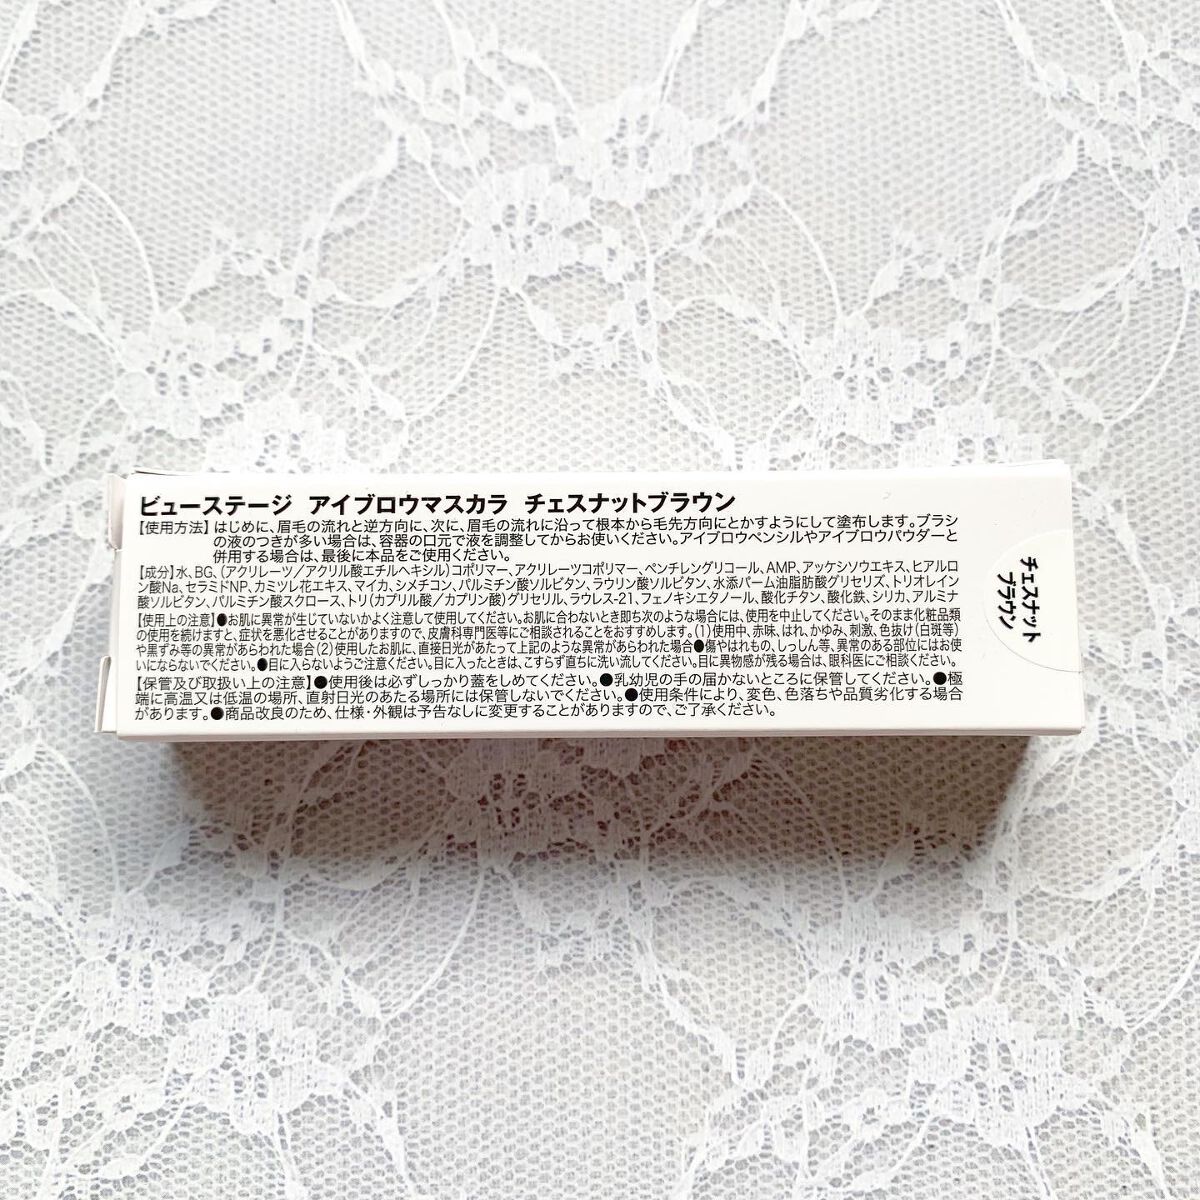 ビューステージ アイブロウマスカラ チェスナットブラウン
【使用方法】はじめに、眉毛の流れと逆方向に、次に、眉毛の流れに沿って根本から毛先方向にとかすようにして塗布します。ブラシ
の液のつきが多い場合は、容器の口元で液を調整してからお使いください。アイブロウペンシルやアイブロウパウダーと
併用する場合は、最後に本品をご使用ください。
【成分】水、BG、(アクリレーツ/アクリル酸エチルヘキシル)コポリマー、アクリレーツコポリマー、ペンチレングリコール、AMP、アッケシソウエキス、ヒアルロ
ン酸Na、セラミドNP、カミツレ花エキス、マイカ、シメチコン、パルミチン酸ソルビタン、ラウリン酸ソルビタン、水添パーム油脂肪酸グリセリズ、トリオレイン
酸ソルビタン、パルミチン酸スクロース、トリ(カプリル酸/カプリン酸)グリセリル、ラウレス-21、フェノキシエタノール、酸化チタン、酸化鉄、シリカ、アルミナ
【使用上の注意】●お肌に異常が生じていないかよく注意して使用してください。お肌に合わないとき即ち次のような場合には、使用を中止してください。そのまま化粧品類
の使用を続けますと、症状を悪化させることがありますので、皮膚科専門医等にご相談されることをおすすめします。(1)使用中、赤味、はれ、かゆみ、刺激、色抜け(白斑等)
や黒ずみ等の異常があらわれた場合(2)使用したお肌に、直接日光があたって上記のような異常があらわれた場合●傷やはれもの、しっしん等、異常のある部位にはお使
いにならないでください。●目に入らないようご注意ください。目に入ったときは、こすらず直ちに洗い流してください。目に異物感が残る場合は、眼科医にご相談ください。
【保管及び取扱い上の注意】●使用後は必ずしっかり蓋をしめてください。●乳幼児の手の届かないところに保管してください。●極
端に高温又は低温の場所、直射日光のあたる場所には保管しないでください。●使用条件により、変色、色落ちや品質劣化する場合
があります。●商品改良のため、仕様・外観は予告なしに変更することがありますので、ご了承ください。
チェスナット
ブラウン